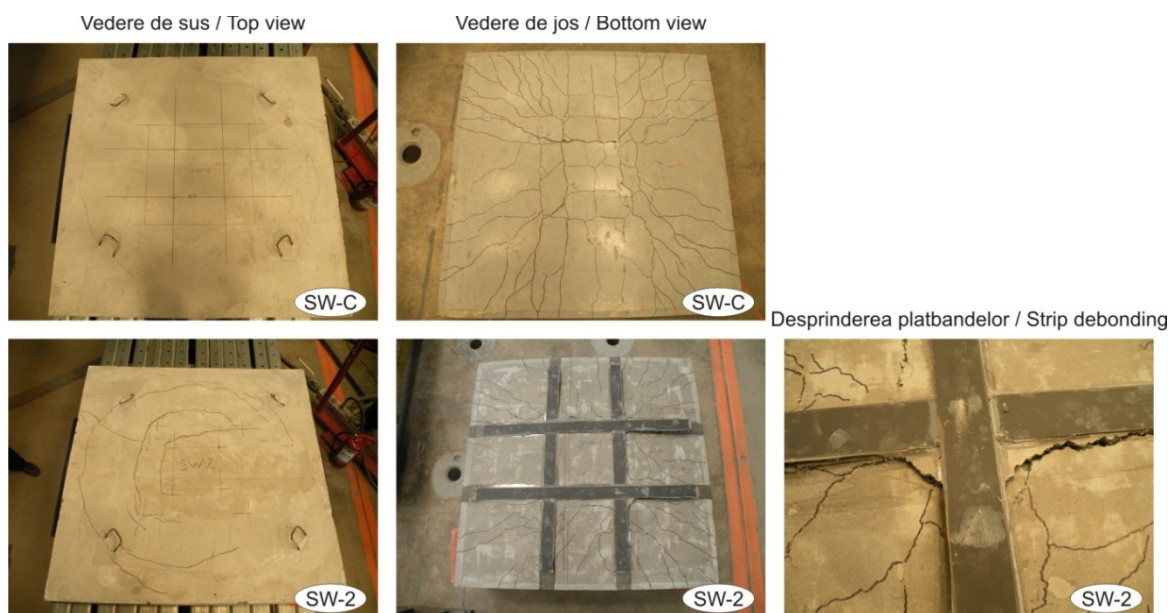 Vedere de sus / Top view
Vedere de jos / Bottom view
SW-C
SW-C
Desprinderea platbandelor / Strip debonding
SW-2
SW-2
SW-2
SW-2